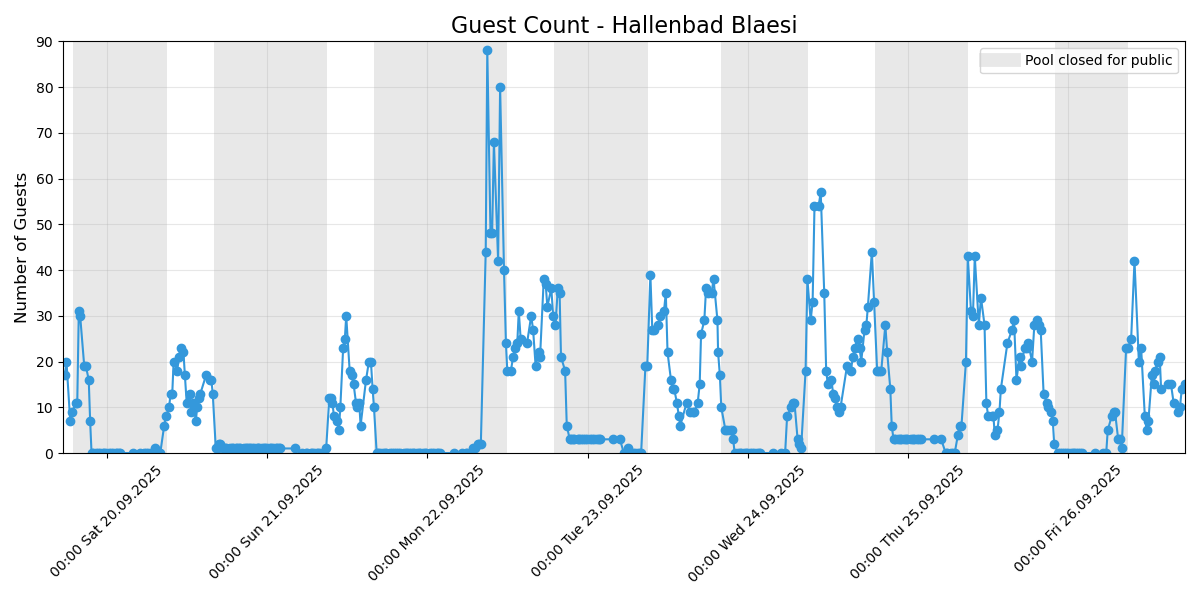 Guest Count - Hallenbad Blaesi
Pool closed for public
Number of Guests
90
80
70
60
50
40
30
20
10
0
00:00 Sat 20.09.2025
00:00 Sun 21.09.2025
00:00 Mon 22.09.2025
00:00 Tue 23.09.2025
00:00 Wed 24.09.2025
00:00 Thu 25.09.2025
00:00 Fri 26.09.2025